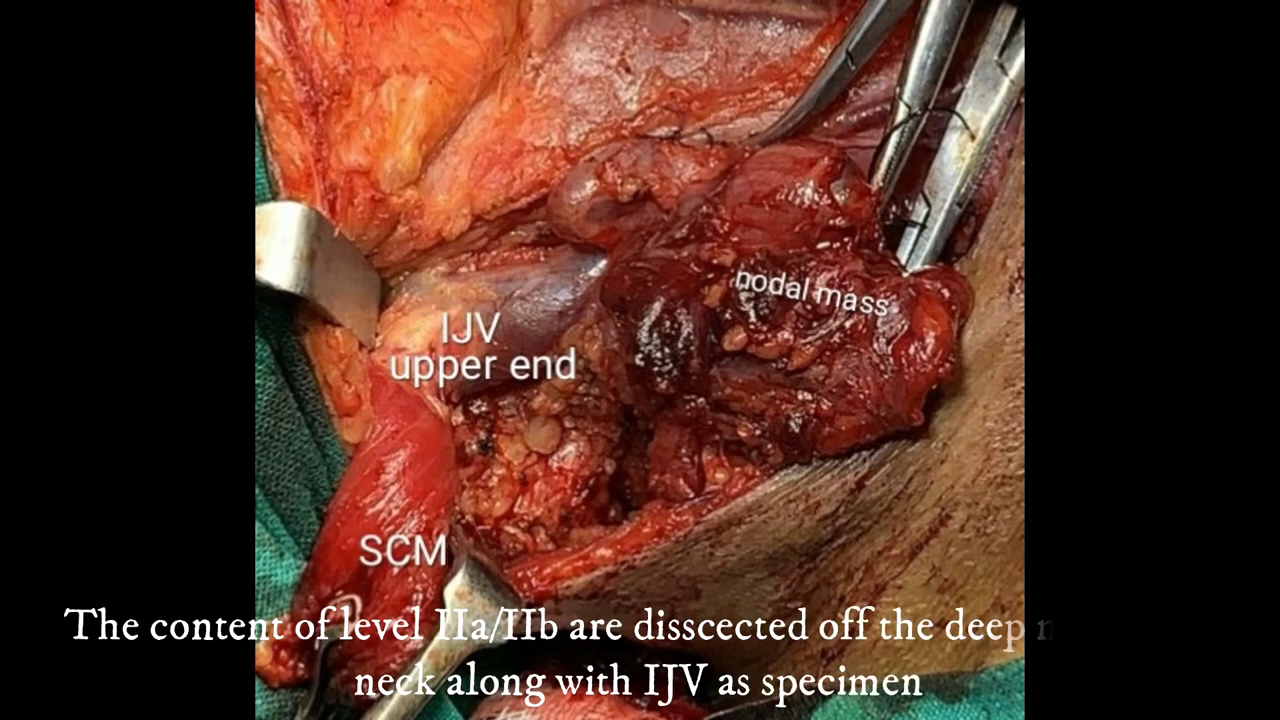 nodal mass
IJV
upper end
SCM
The content of level IIa/IIb are disscected off the deep
neck along with IJV as specimen